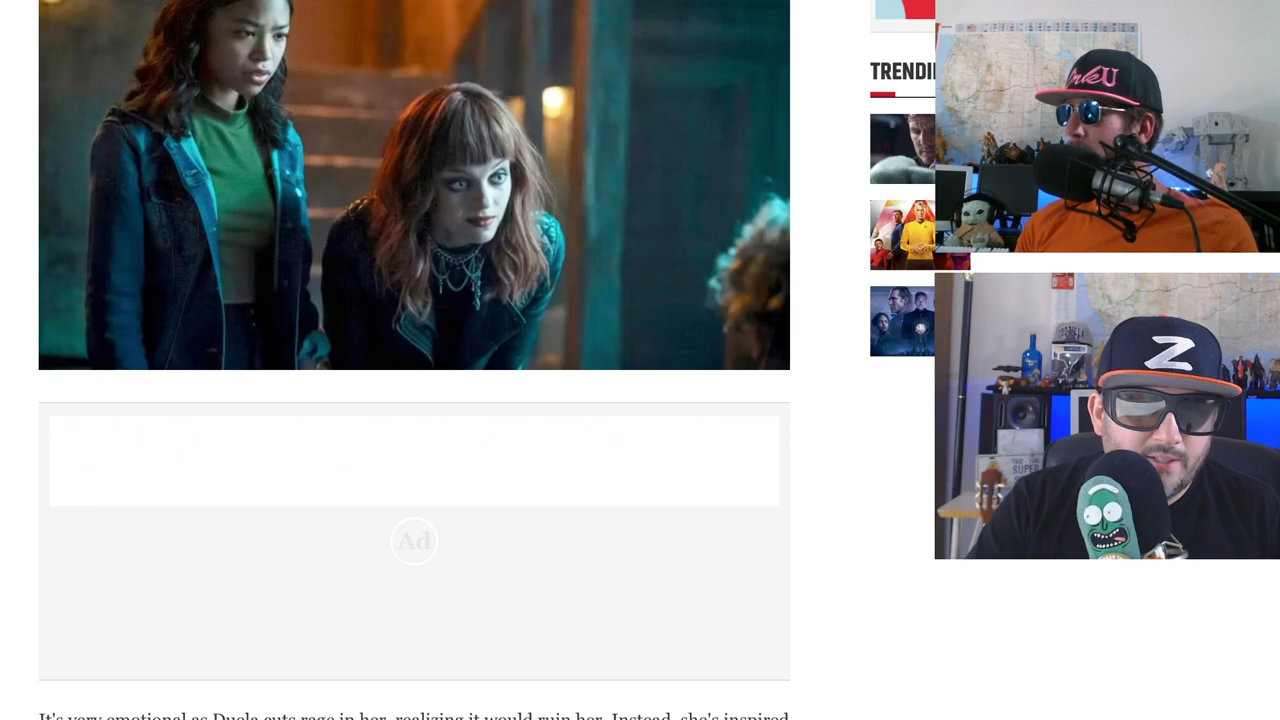 TRENDI
Z
Ad
It's very emotional as Duela cuts rage in her, realizing it would ruin her. Instead, she's inspired